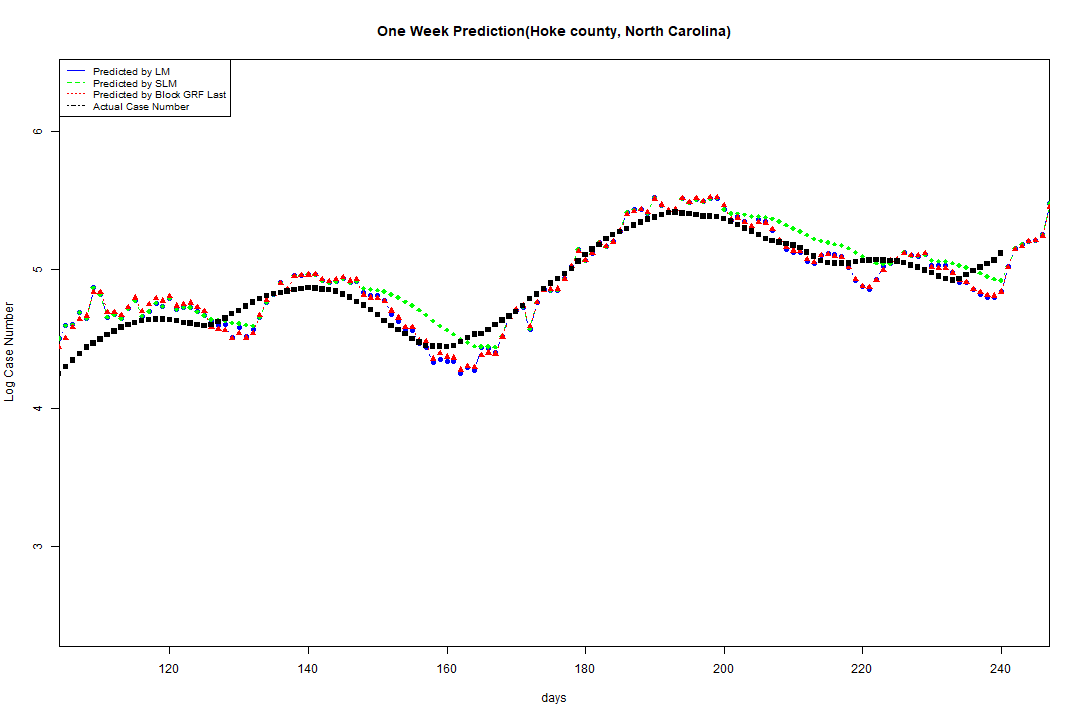 One Week Prediction(Hoke county, North Carolina)
Predicted by LM
Predicted by SLM
Predicted by Block GRF Last
Actual Case Number
6
5
4
3
Log Case Number
120 140 160 180 200 220 240
days